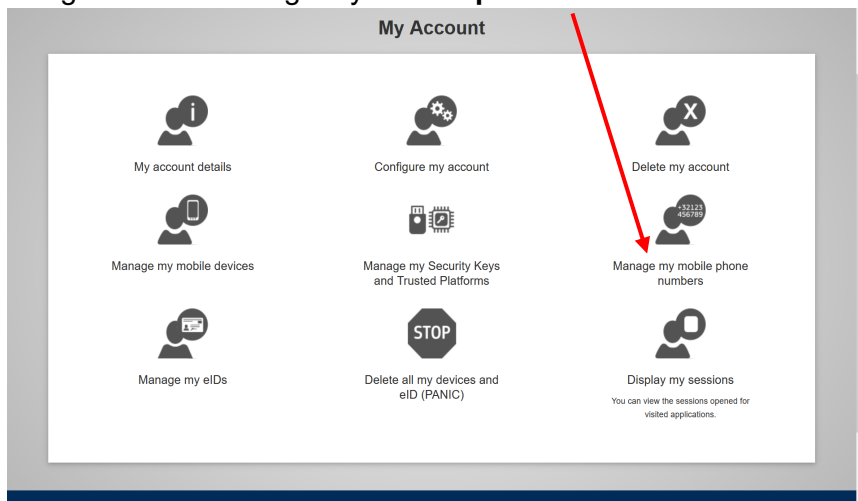 My Account
i
X
My account details
Configure my account
Delete my account
+32123
456789
Manage my mobile devices
Manage my Security Keys
and Trusted Platforms
Manage my mobile phone
numbers
STOP
Manage my eIDs
Delete all my devices and
eID (PANIC)
Display my sessions
You can view the sessions opened for
visited applications.